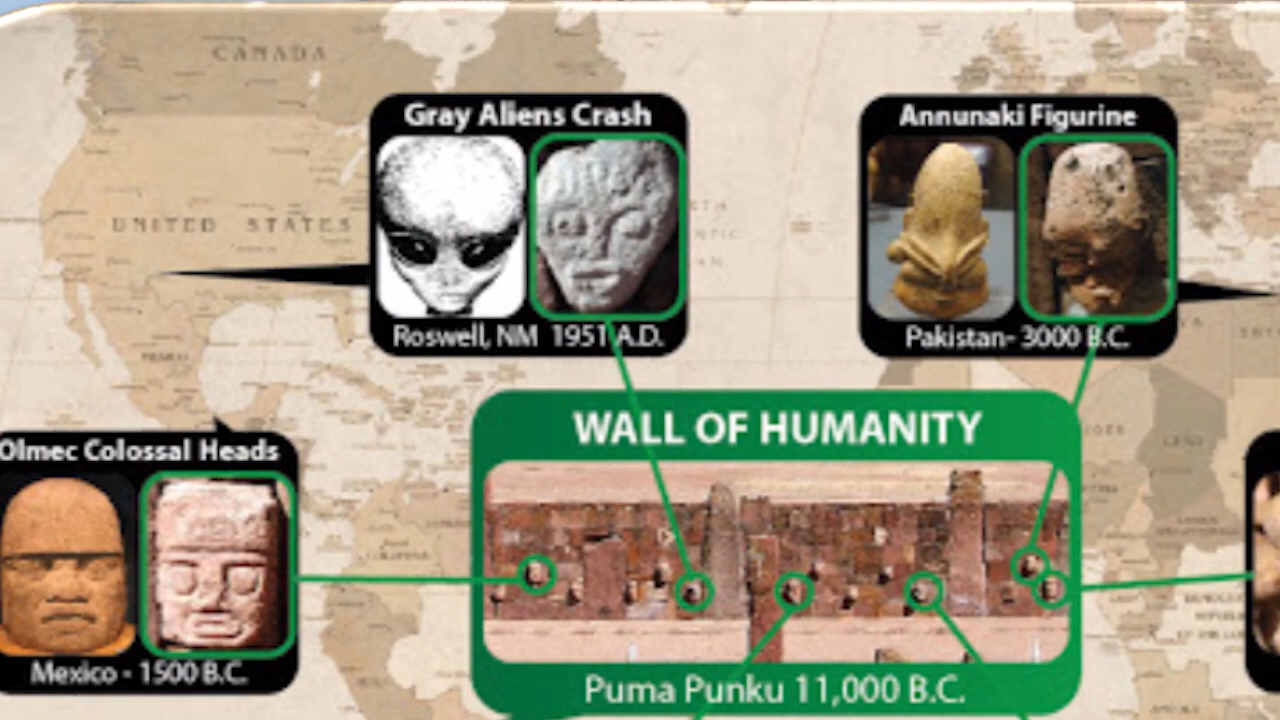 CANADA
Gray Aliens Crash
Annunaki Figurine
UNITED STATES
Roswell, NM 1951 A.D.
Pakistan- 3000 B.C.
MEXICO
WALL OF HUMANITY
Olmec Colossal Heads
Mexico - 1500 B.C.
Puma Punku 11,000 B.C.